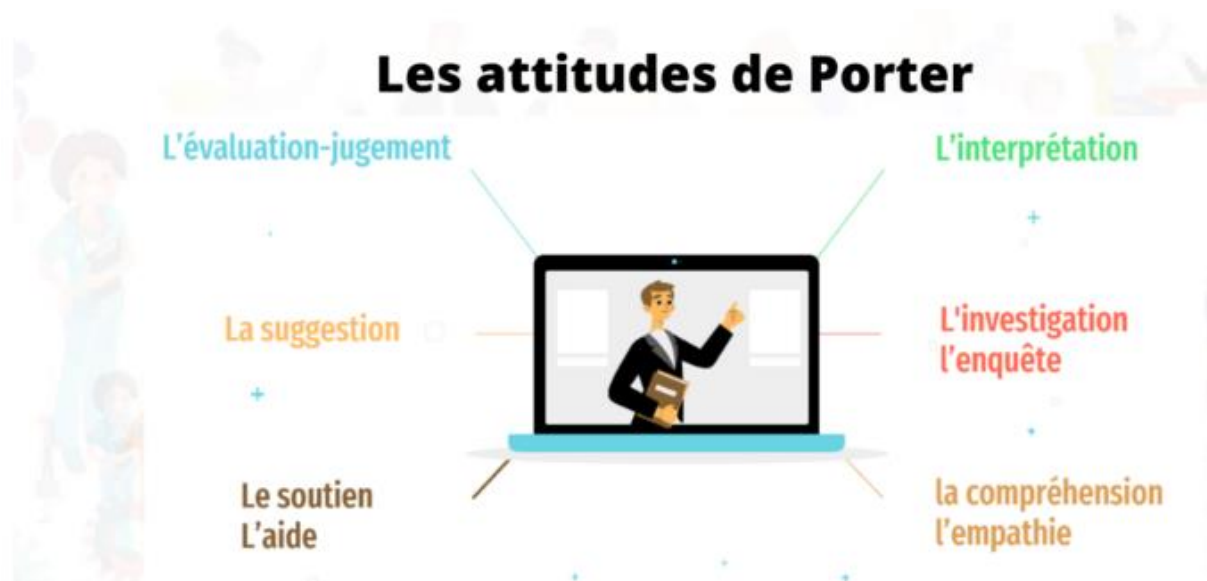 Les attitudes de Porter
L'évaluation-jugement
L'interprétation
La suggestion
L'investigation
l'enquête
Le soutien
L'aide
la compréhension
l'empathie